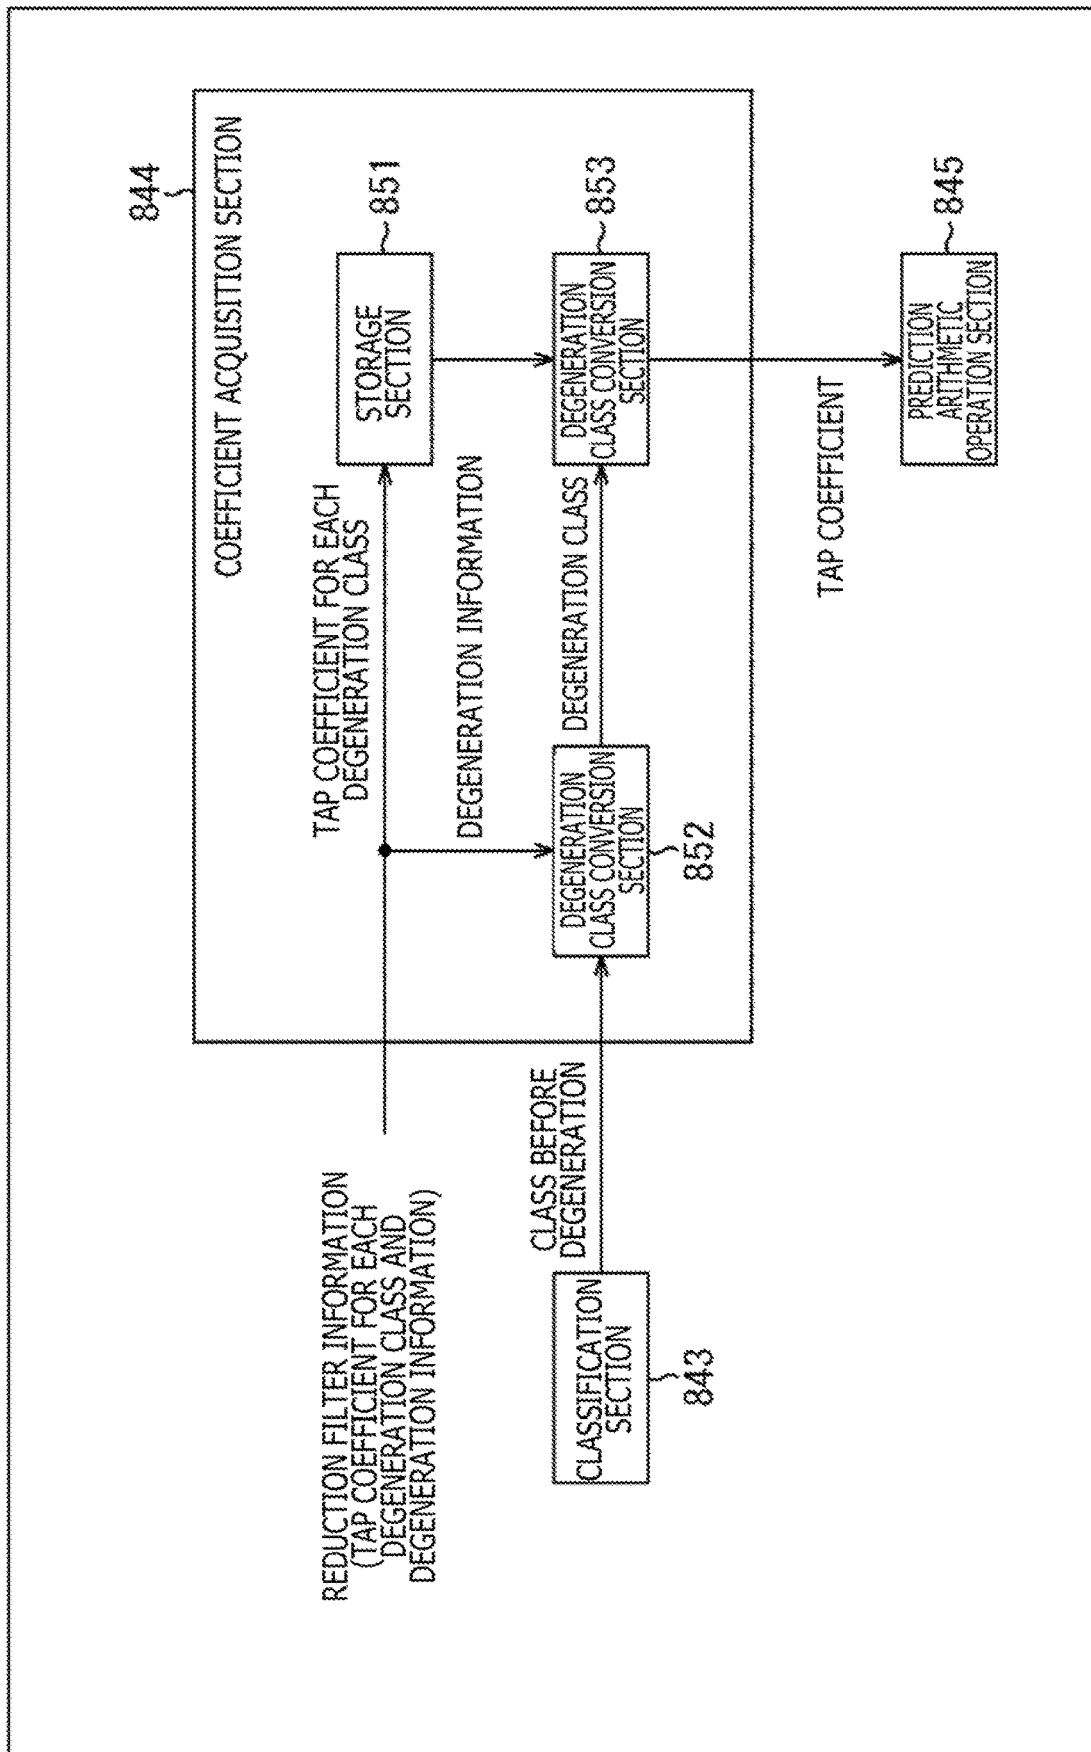 844
COEFFICIENT ACQUISITION SECTION
REDUCTION FILTER INFORMATION
(TAP COEFFICIENT FOR EACH
DEGENERATION CLASS AND
DEGENERATION INFORMATION)
TAP COEFFICIENT FOR EACH
DEGENERATION CLASS
STORAGE
SECTION
851
DEGENERATION INFORMATION
CLASSIFICATION
SECTION
843
CLASS BEFORE
DEGENERATION
DEGENERATION
CLASS CONVERSION
SECTION
852
DEGENERATION CLASS
DEGENERATION
CLASS CONVERSION
SECTION
853
TAP COEFFICIENT
PREDICTION
ARITHMETIC
OPERATION SECTION
845